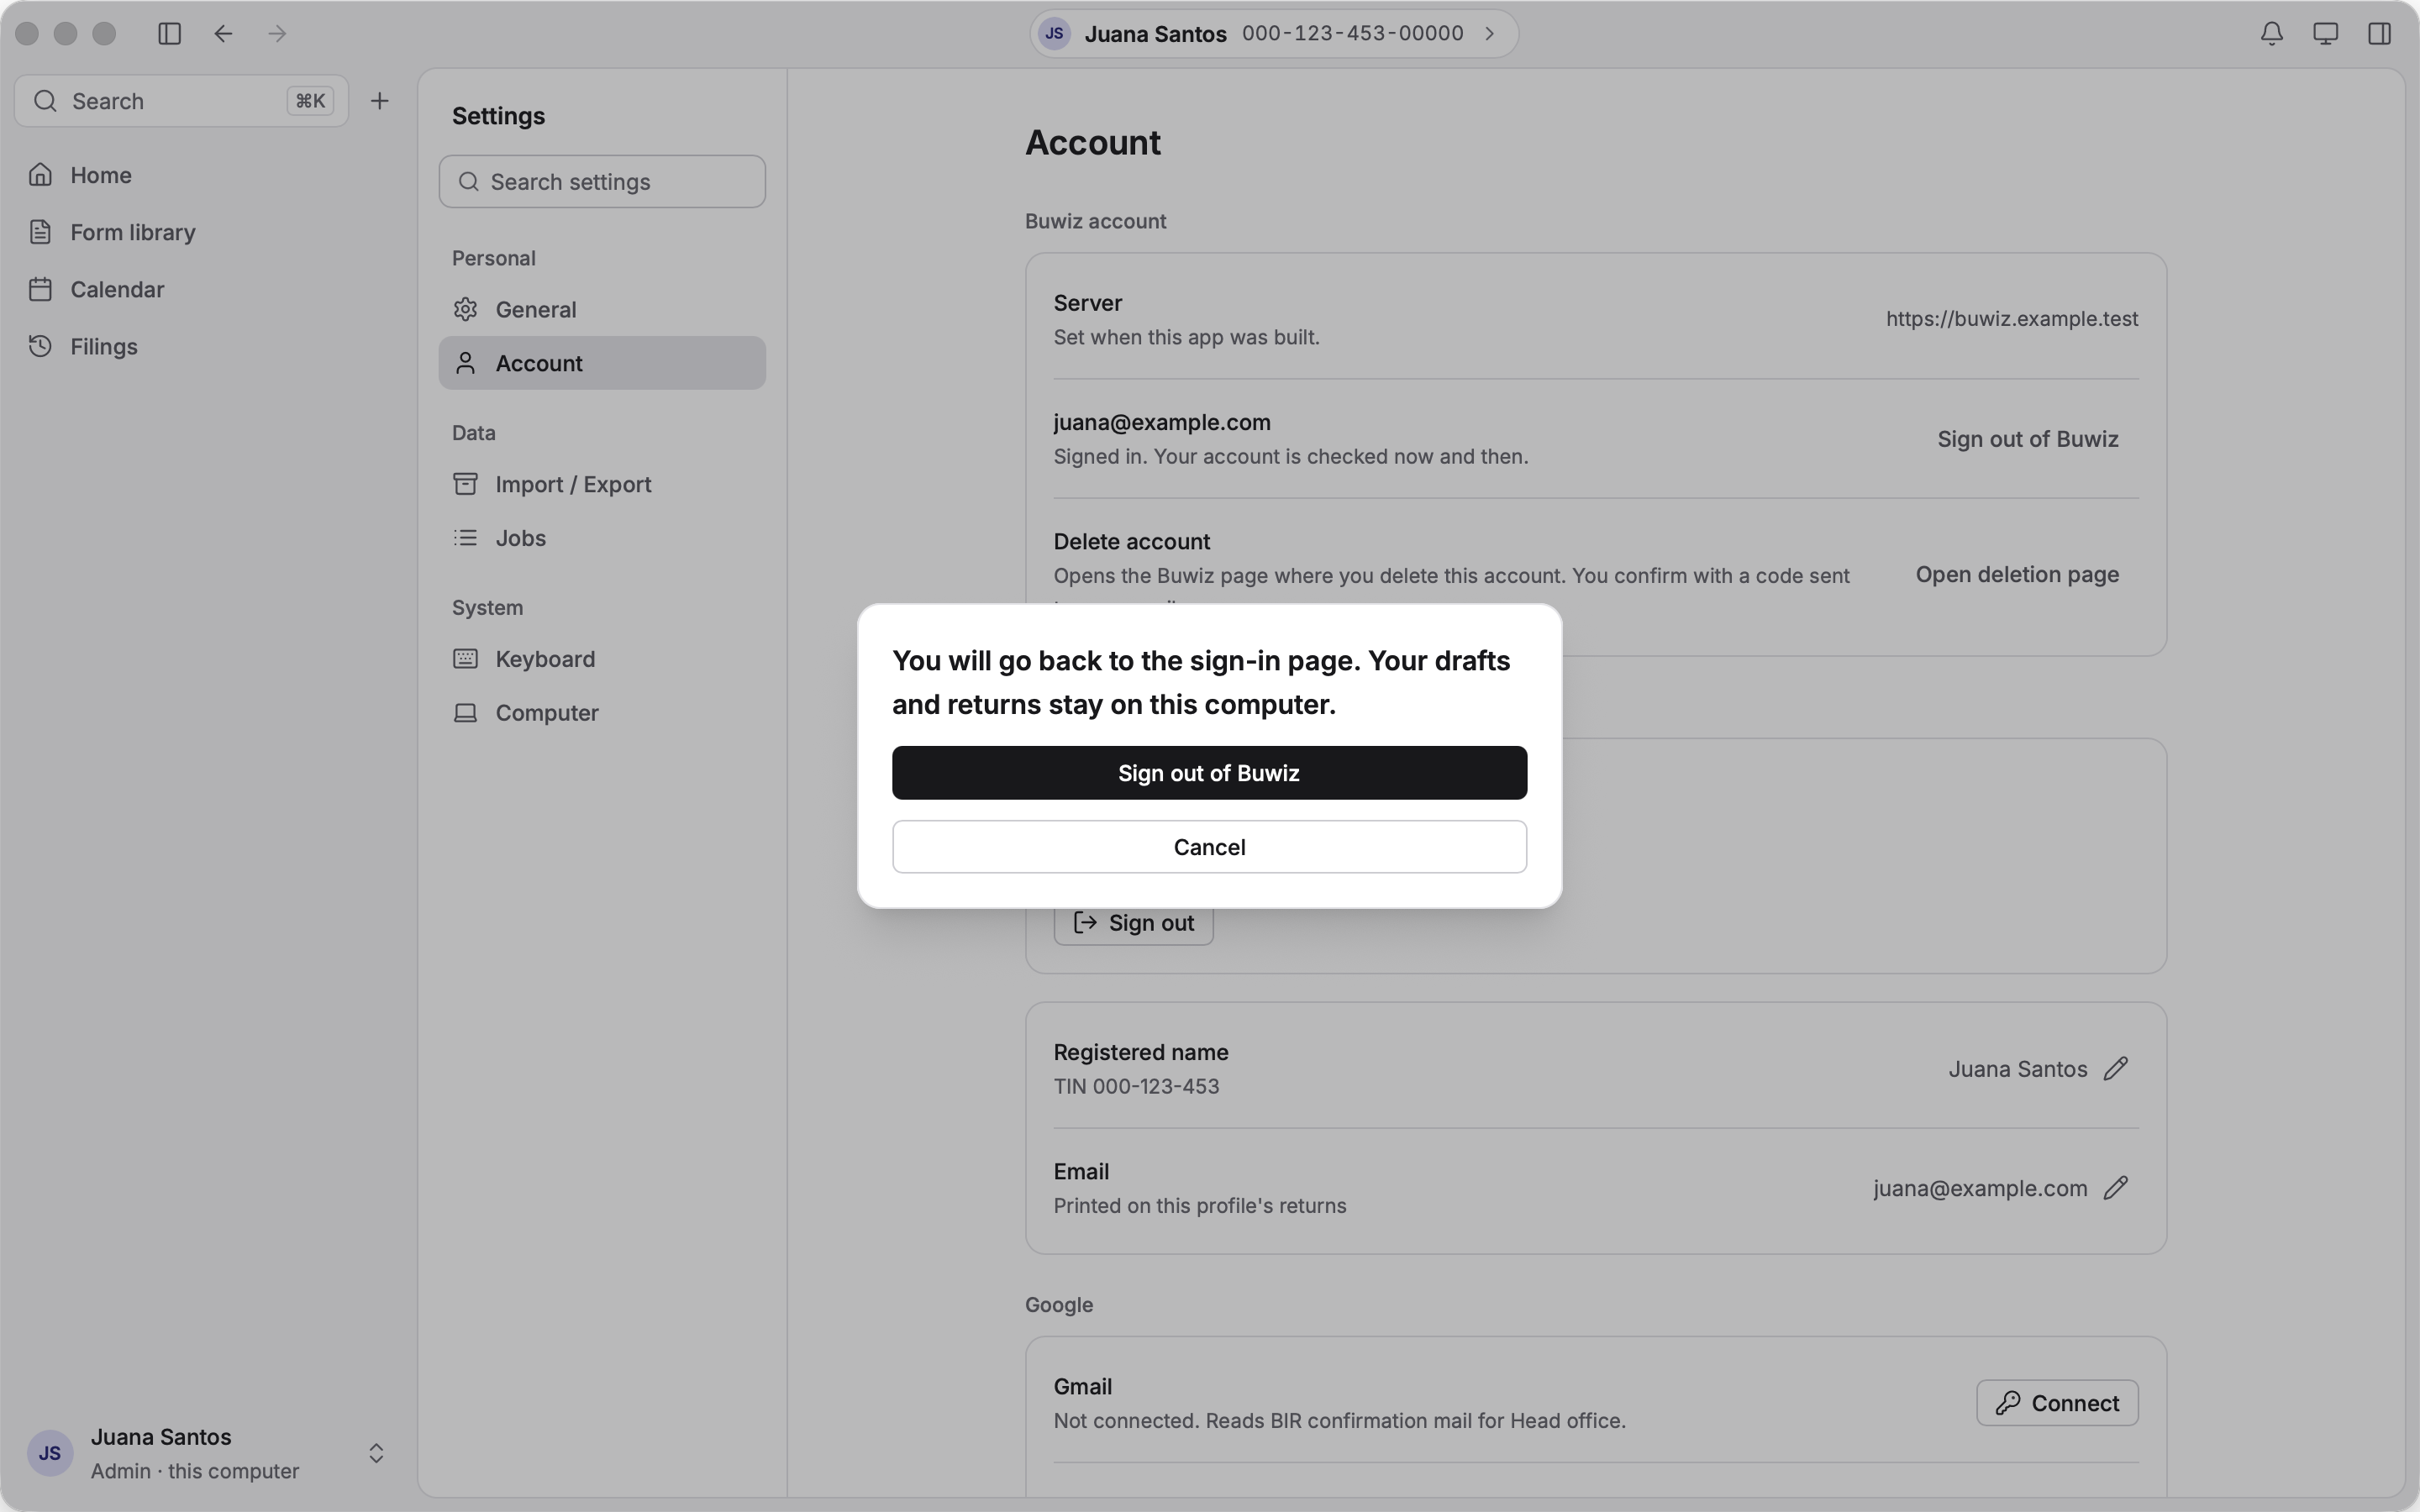 JS Juana Santos 000-123-453-00000
Search ⌘K
Home
Form library
Calendar
Filings
Settings
Search settings
Personal
General
Account
Data
Import / Export
Jobs
System
Keyboard
Computer
Account
Buwiz account
Server
Set when this app was built.
https://buwiz.example.test
juana@example.com
Signed in. Your account is checked now and then.
Sign out of Buwiz
Delete account
Opens the Buwiz page where you delete this account. You confirm with a code sent
Open deletion page
You will go back to the sign-in page. Your drafts
and returns stay on this computer.
Sign out of Buwiz
Cancel
Sign out
Registered name
TIN 000-123-453
Juana Santos
Email
Printed on this profile's returns
juana@example.com
Google
Gmail
Not connected. Reads BIR confirmation mail for Head office.
Connect
JS
Juana Santos
Admin · this computer